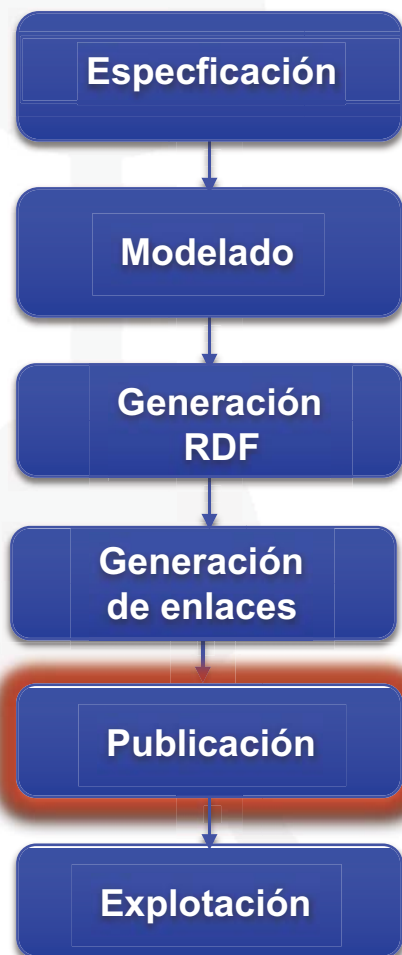 Especficación
Modelado
Generación
RDF
Generación
de enlaces
Publicación
Explotación